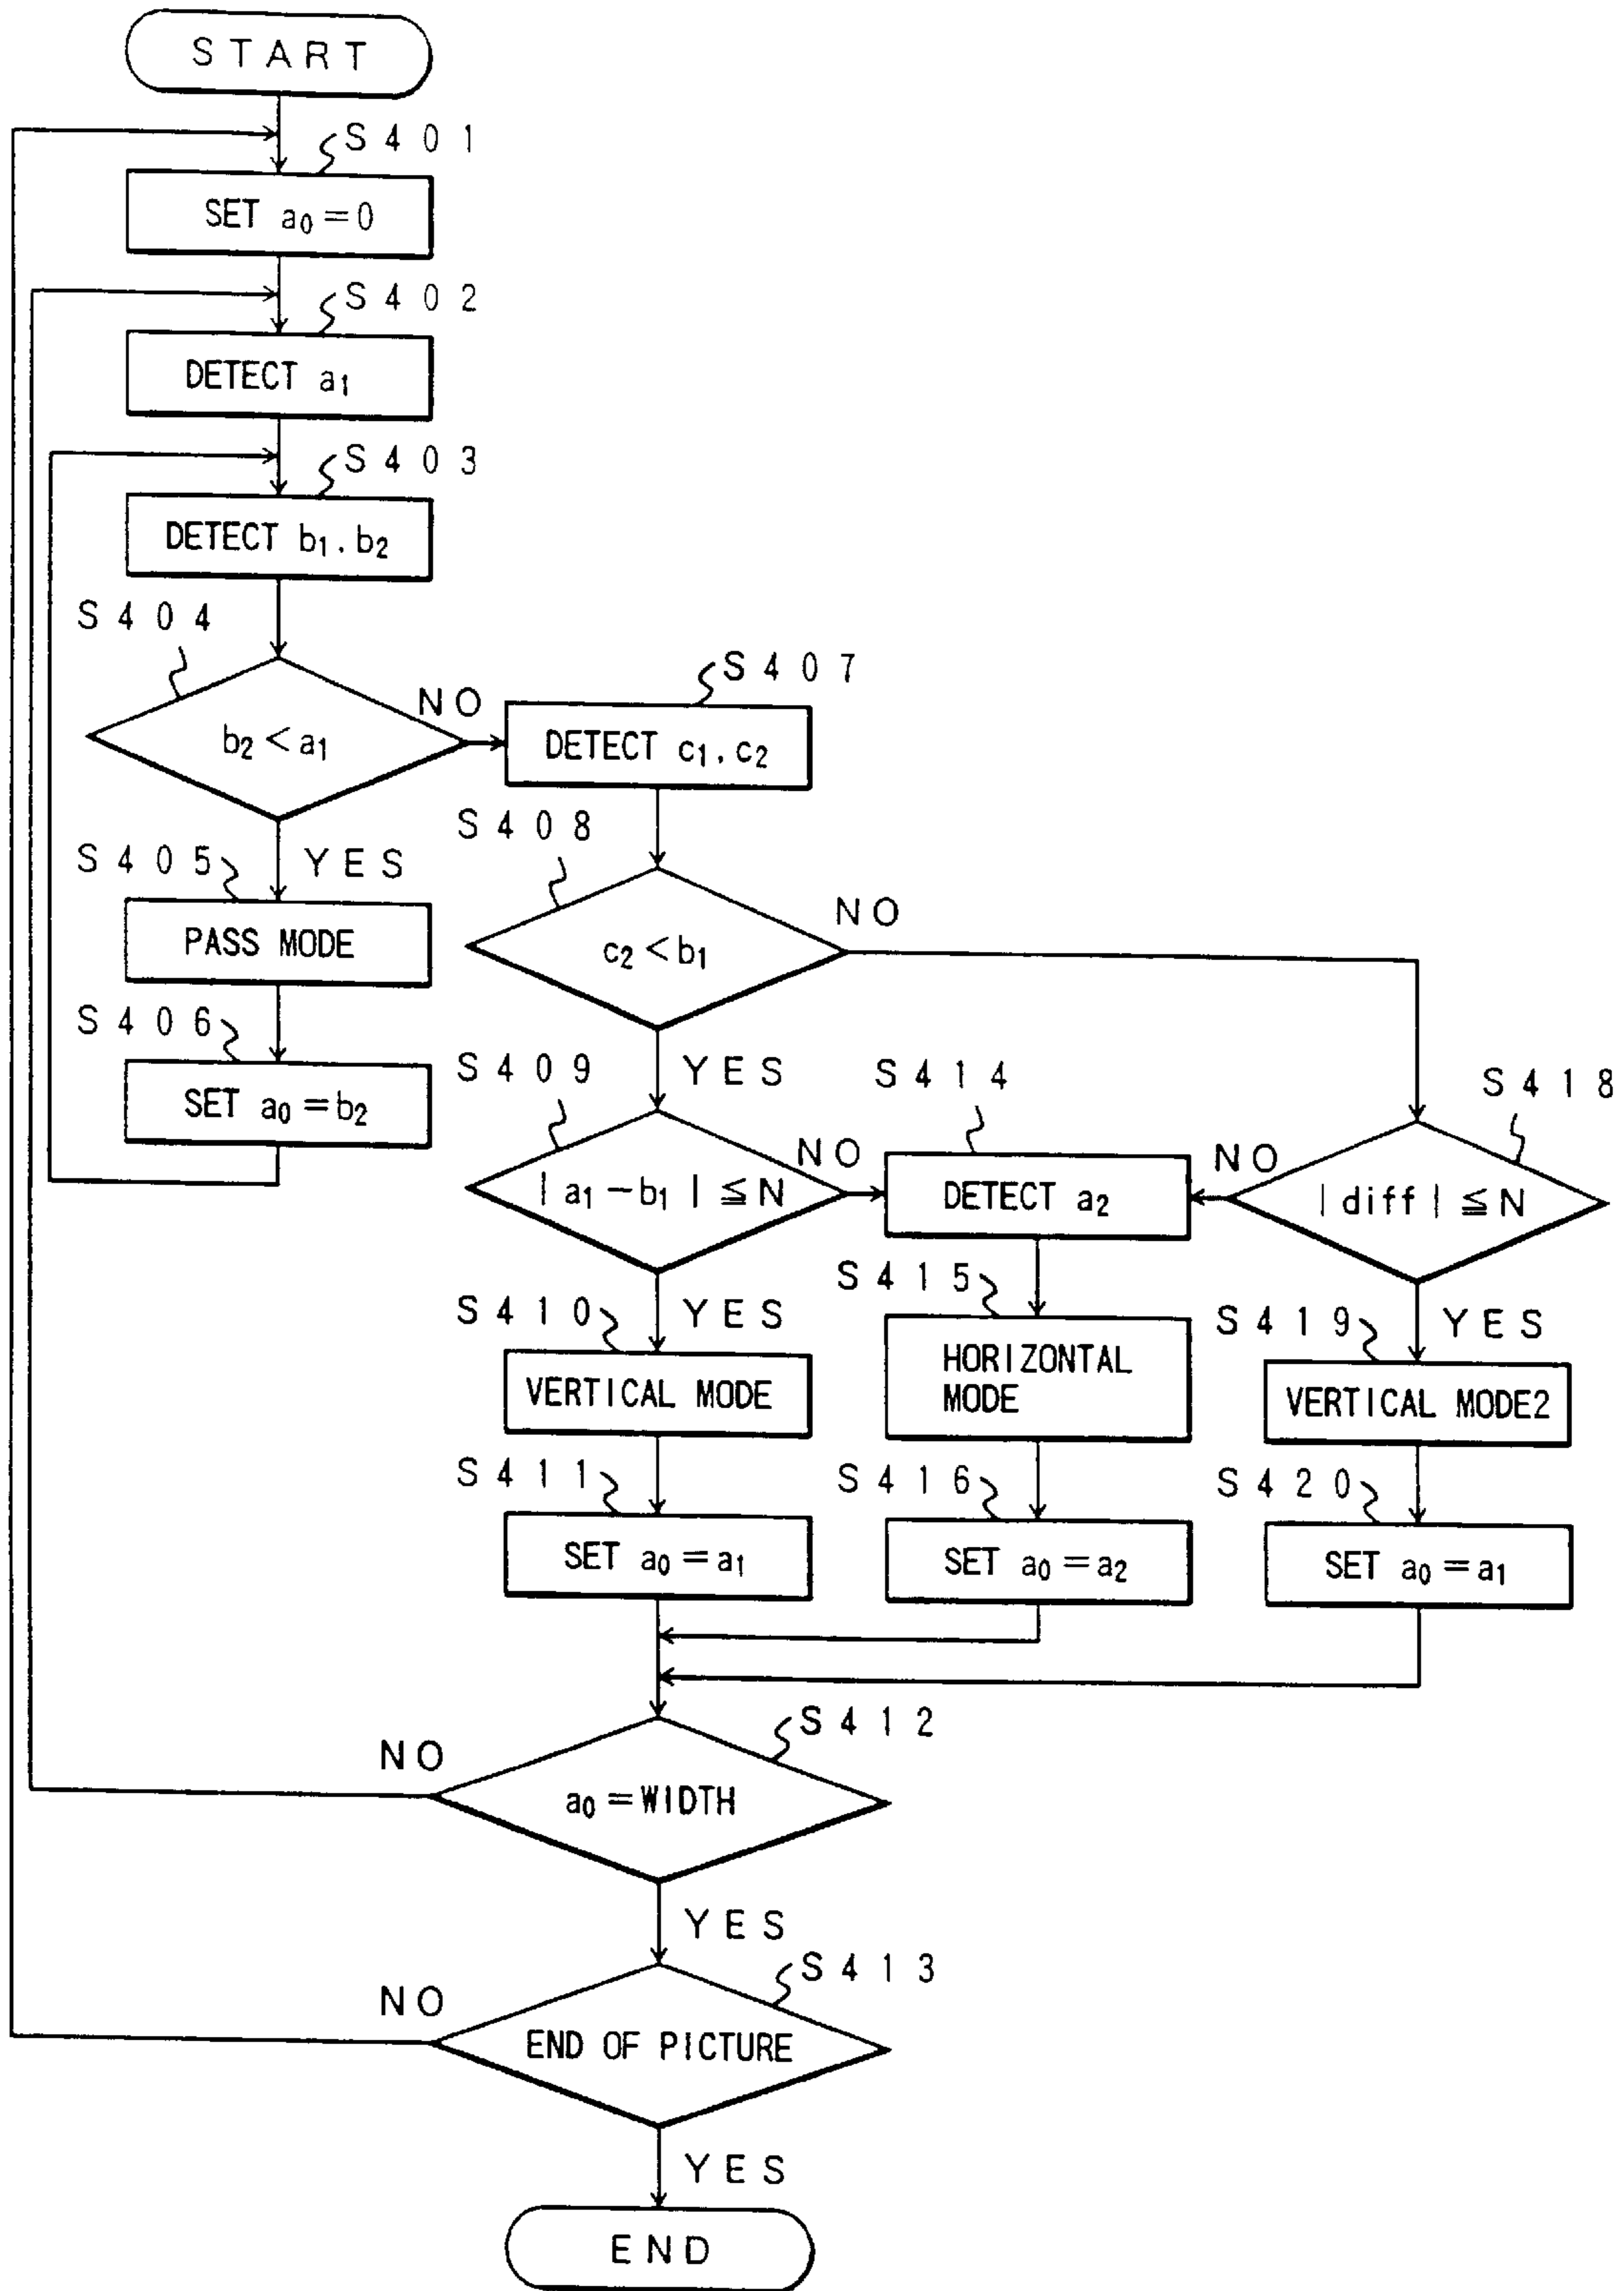 START
S401
SET a₀=0
S402
DETECT a₁
S403
DETECT b₁, b₂
S404
b₂<a₁
NO
S407
DETECT c₁, c₂
YES
S405
PASS MODE
S406
SET a₀=b₂
S408
c₂<b₁
NO
YES
S409
|a₁−b₁|≦N
NO
S414
DETECT a₂
S418
|diff|≦N
NO
YES
S410
VERTICAL MODE
S411
SET a₀=a₁
S415
HORIZONTAL
MODE
S416
SET a₀=a₂
YES
S419
VERTICAL MODE2
S420
SET a₀=a₁
S412
a₀=WIDTH
NO
YES
S413
END OF PICTURE
NO
YES
END